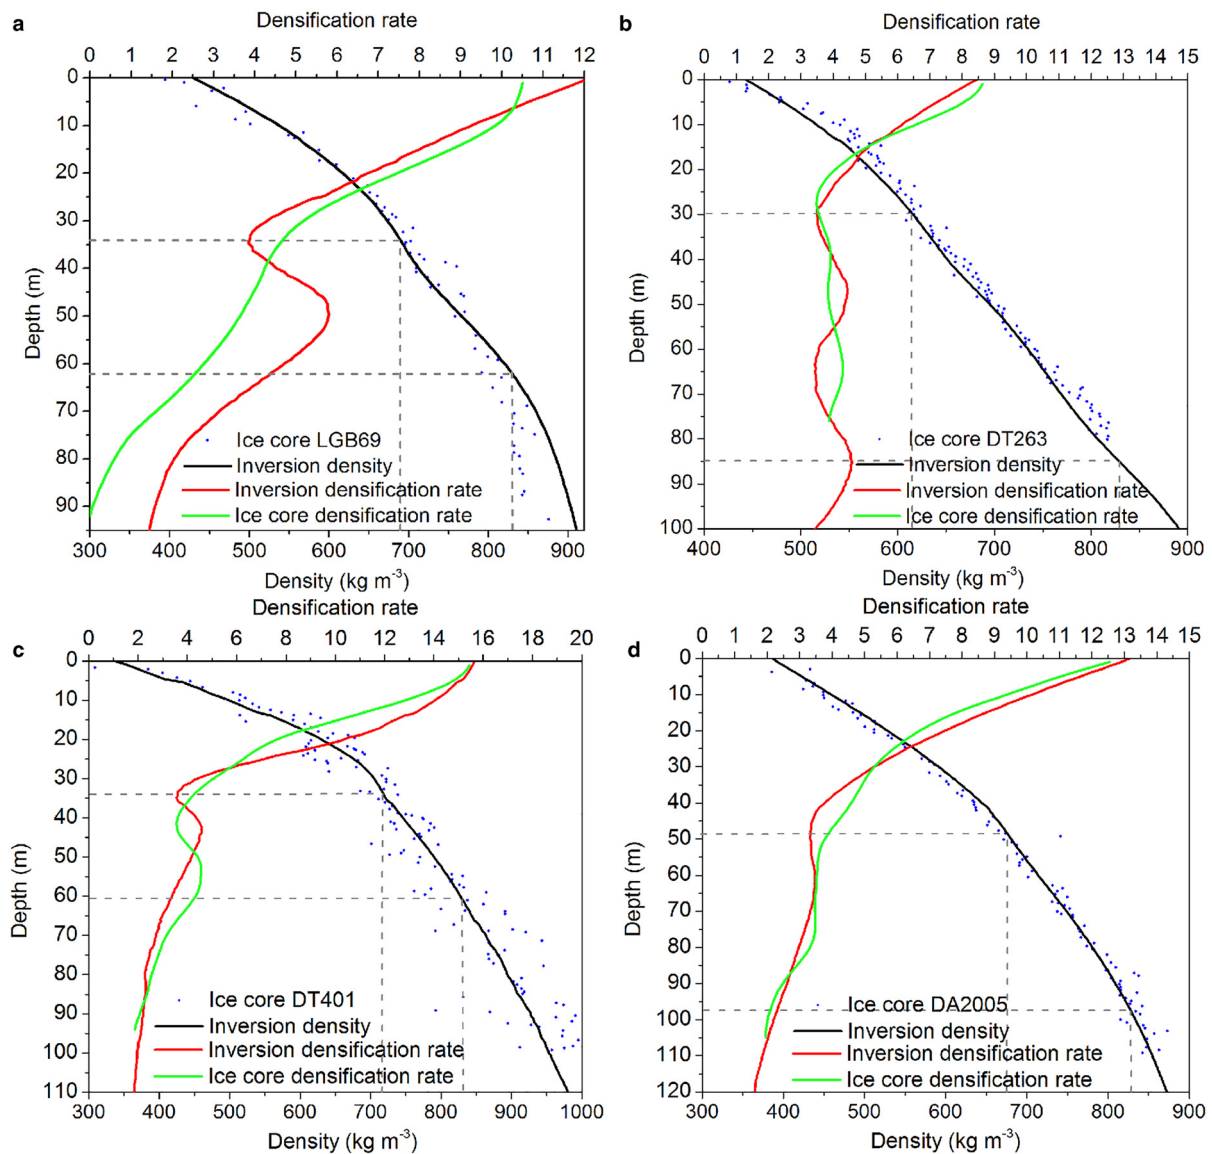 a
Densification rate
0 1 2 3 4 5 6 7 8 9 10 11 12
0
10
20
30
40
50
60
70
80
90
Depth (m)
Ice core LGB69
Inversion density
Inversion densification rate
Ice core densification rate
300 400 500 600 700 800 900
Density (kg m⁻³)
b
Densification rate
0 1 2 3 4 5 6 7 8 9 10 11 12 13 14 15
0
10
20
30
40
50
60
70
80
90
100
Depth (m)
Ice core DT263
Inversion density
Inversion densification rate
Ice core densification rate
400 500 600 700 800 900
Density (kg m⁻³)
c
Densification rate
0 2 4 6 8 10 12 14 16 18 20
0
10
20
30
40
50
60
70
80
90
100
110
Depth (m)
Ice core DT401
Inversion density
Inversion densification rate
Ice core densification rate
300 400 500 600 700 800 900 1000
Density (kg m⁻³)
d
Densification rate
0 1 2 3 4 5 6 7 8 9 10 11 12 13 14 15
0
10
20
30
40
50
60
70
80
90
100
110
120
Depth (m)
Ice core DA2005
Inversion density
Inversion densification rate
Ice core densification rate
300 400 500 600 700 800 900
Density (kg m⁻³)